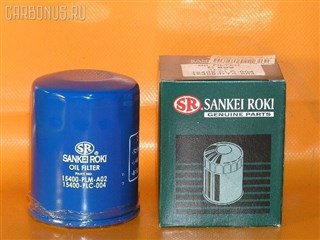 CARBONUS.RU
SR
SANKEI ROKI
OIL FILTER
15400-PLM-A02
15400-PLC-004
SR. SANKEI ROKI
GENUINE PARTS